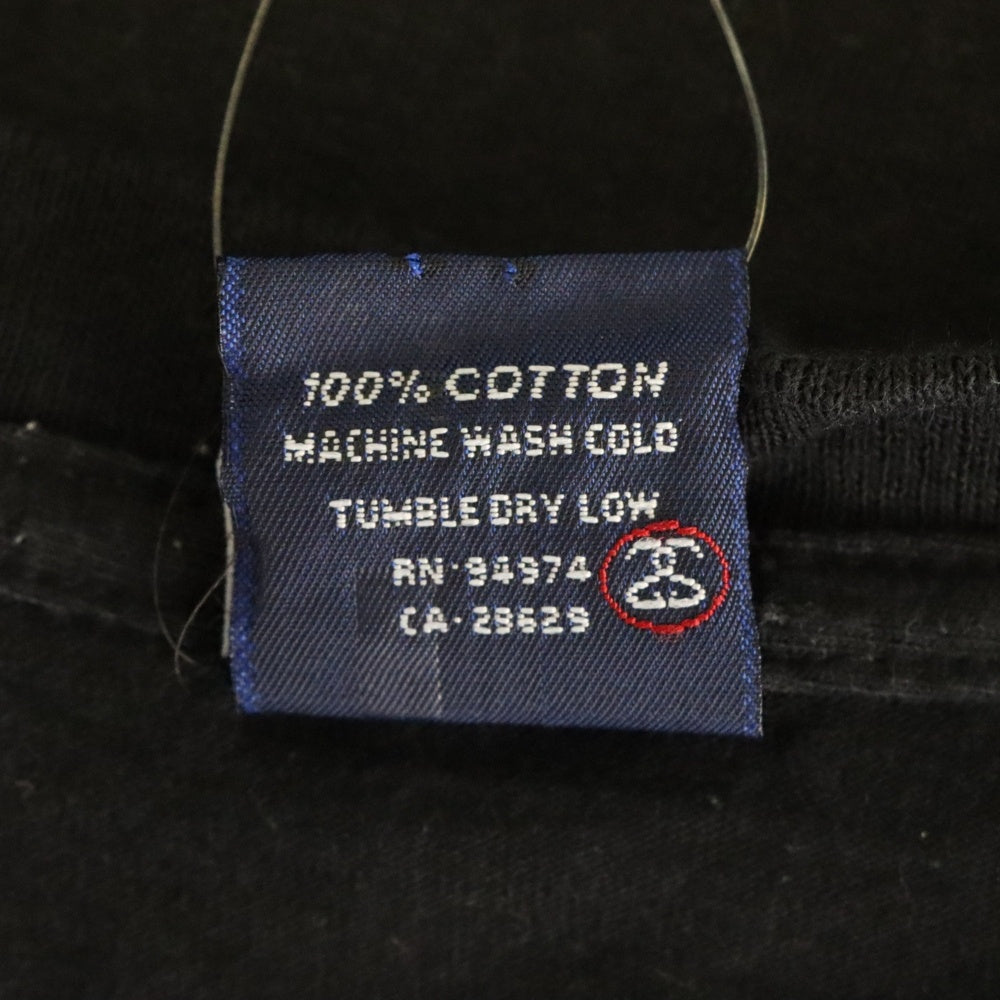 100% COTTON
MACHINE WASH COLD
TUMBLE DRY LOW
RN·94974
CA·29629